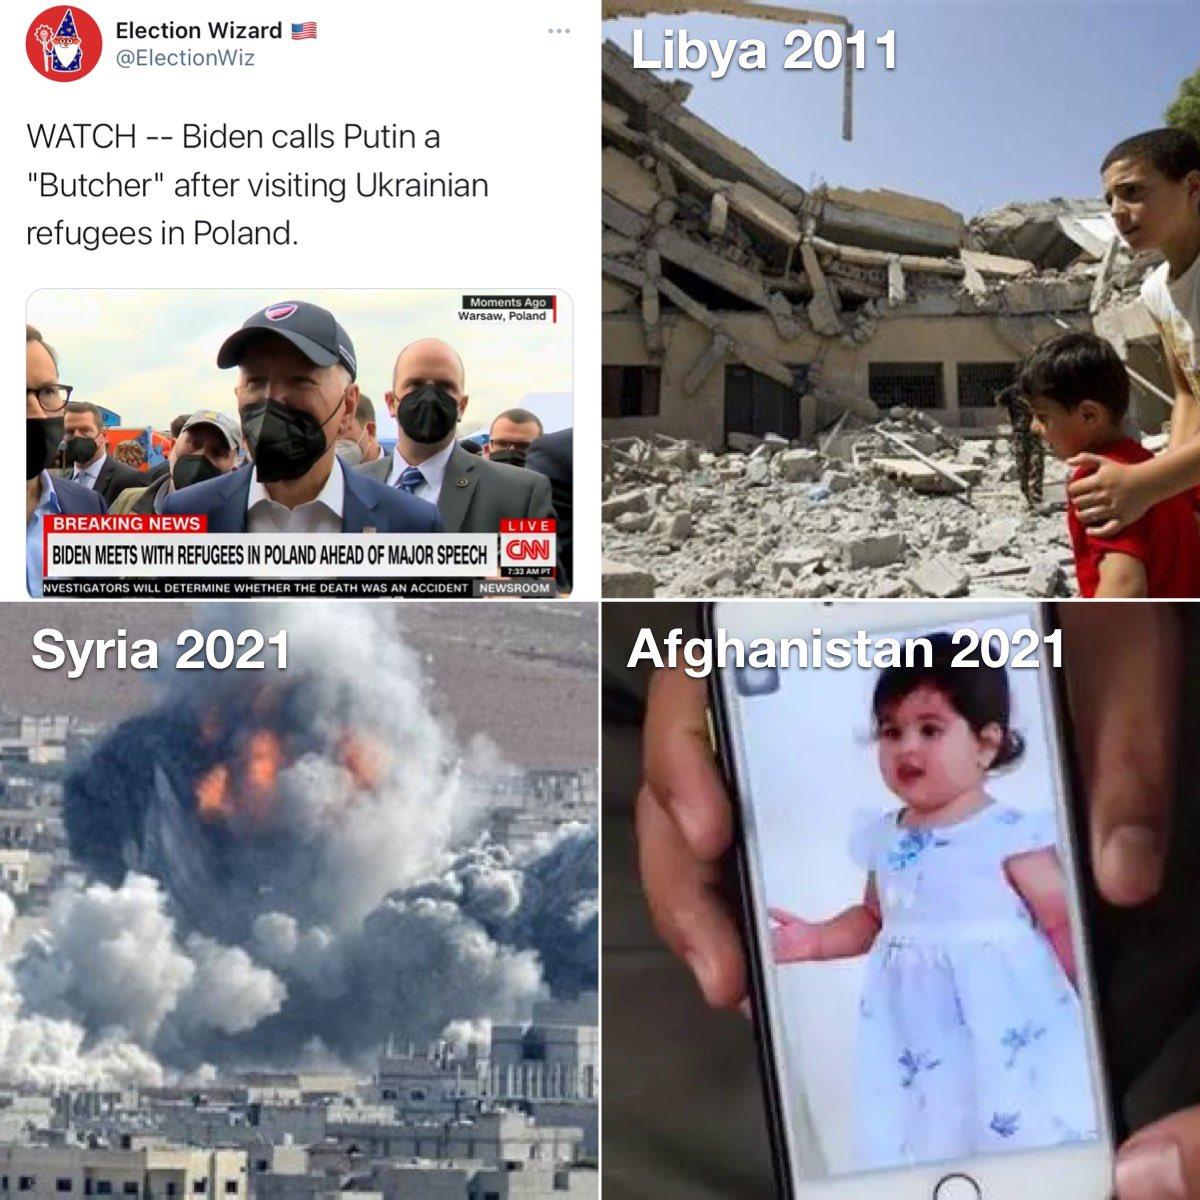 Election Wizard 🇺🇸
@ElectionWiz
WATCH -- Biden calls Putin a
"Butcher" after visiting Ukrainian
refugees in Poland.
Moments Ago
Warsaw, Poland
BREAKING NEWS
LIVE
BIDEN MEETS WITH REFUGEES IN POLAND AHEAD OF MAJOR SPEECH
CNN
7:33 AM PT
NVESTIGATORS WILL DETERMINE WHETHER THE DEATH WAS AN ACCIDENT
NEWSROOM
Libya 2011
Syria 2021
Afghanistan 2021